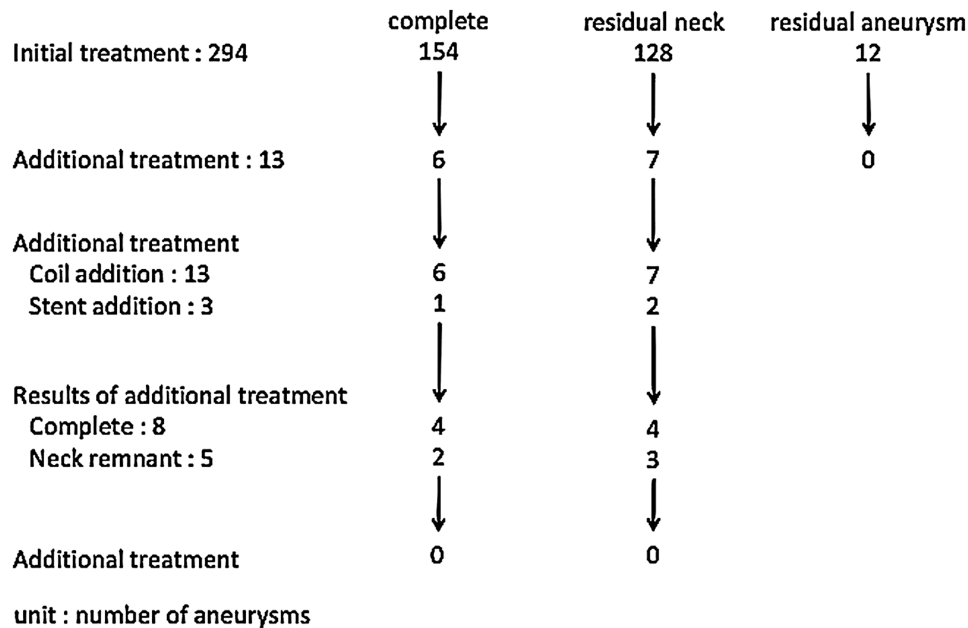 complete residual neck residual aneurysm
Initial treatment : 294 154 128 12
Additional treatment : 13 6 7 0
Additional treatment
Coil addition : 13 6 7
Stent addition : 3 1 2
Results of additional treatment
Complete : 8 4 4
Neck remnant : 5 2 3
Additional treatment 0 0
unit : number of aneurysms